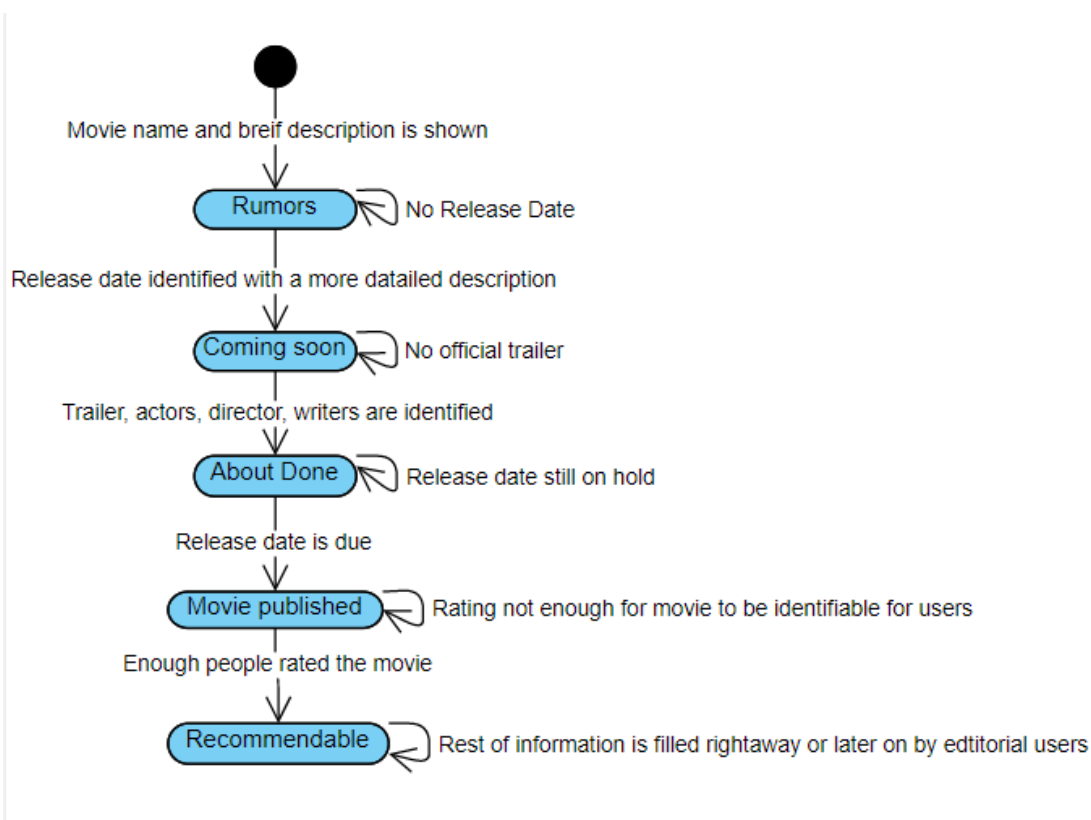 Movie name and breif description is shown
Rumors
No Release Date
Release date identified with a more datailed description
Coming soon
No official trailer
Trailer, actors, director, writers are identified
About Done
Release date still on hold
Release date is due
Movie published
Rating not enough for movie to be identifiable for users
Enough people rated the movie
Recommendable
Rest of information is filled rightaway or later on by edtitorial users